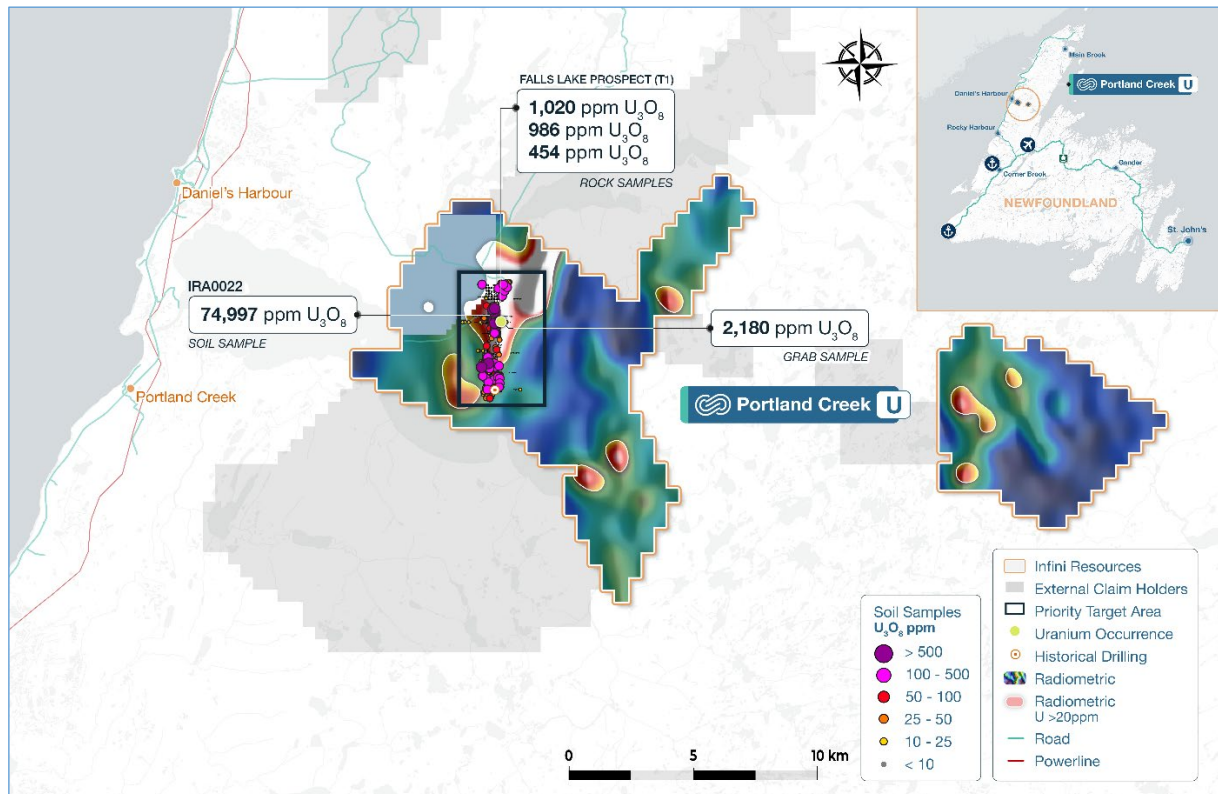 FALLS LAKE PROSPECT (T1)
1,020 ppm U₃O₈
986 ppm U₃O₈
454 ppm U₃O₈
ROCK SAMPLES
Daniel's Harbour
IRA0022
74,997 ppm U₃O₈
SOIL SAMPLE
2,180 ppm U₃O₈
GRAB SAMPLE
Portland Creek
Portland Creek U
Main Brook
Portland Creek U
Daniel's Harbour
Rocky Harbour
Corner Brook
Gander
NEWFOUNDLAND
St. John's
Soil Samples
U₃O₈ ppm
> 500
100 - 500
50 - 100
25 - 50
10 - 25
< 10
Infini Resources
External Claim Holders
Priority Target Area
Uranium Occurrence
Historical Drilling
Radiometric
Radiometric
U >20ppm
Road
Powerline
0 5 10 km